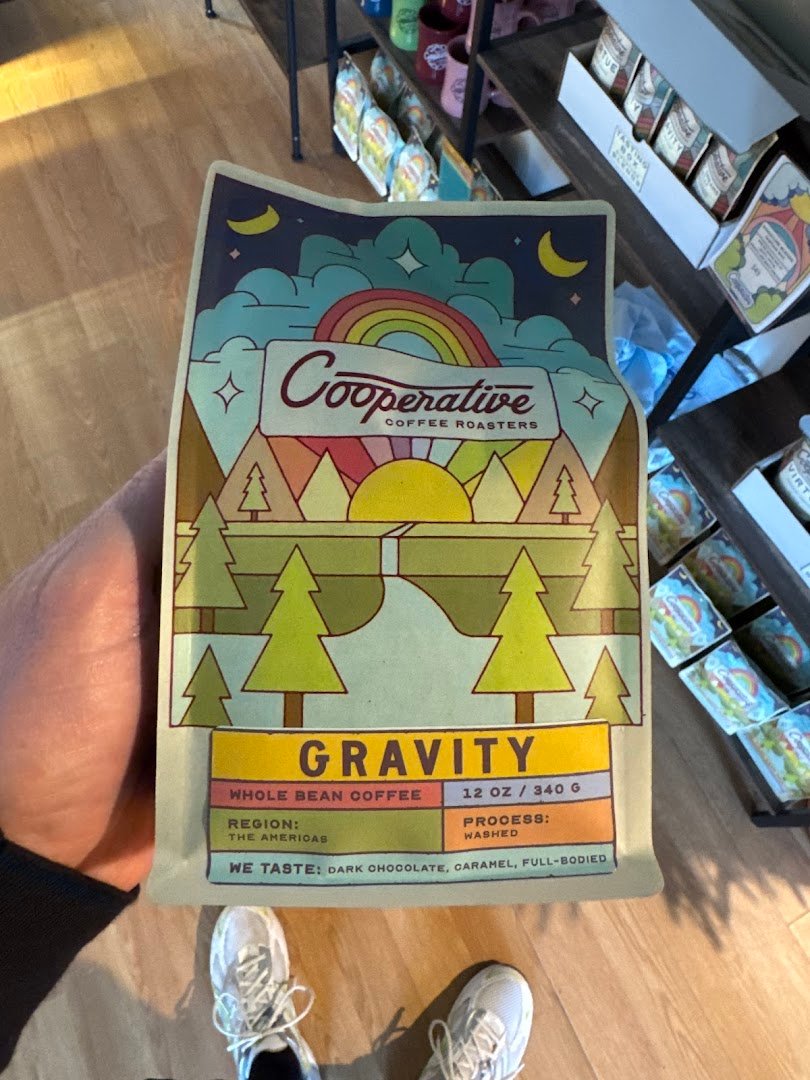 Cooperative
COFFEE ROASTERS
GRAVITY
WHOLE BEAN COFFEE
12 OZ / 340 G
REGION:
THE AMERICAS
PROCESS:
WASHED
WE TASTE: DARK CHOCOLATE, CARAMEL, FULL-BODIED